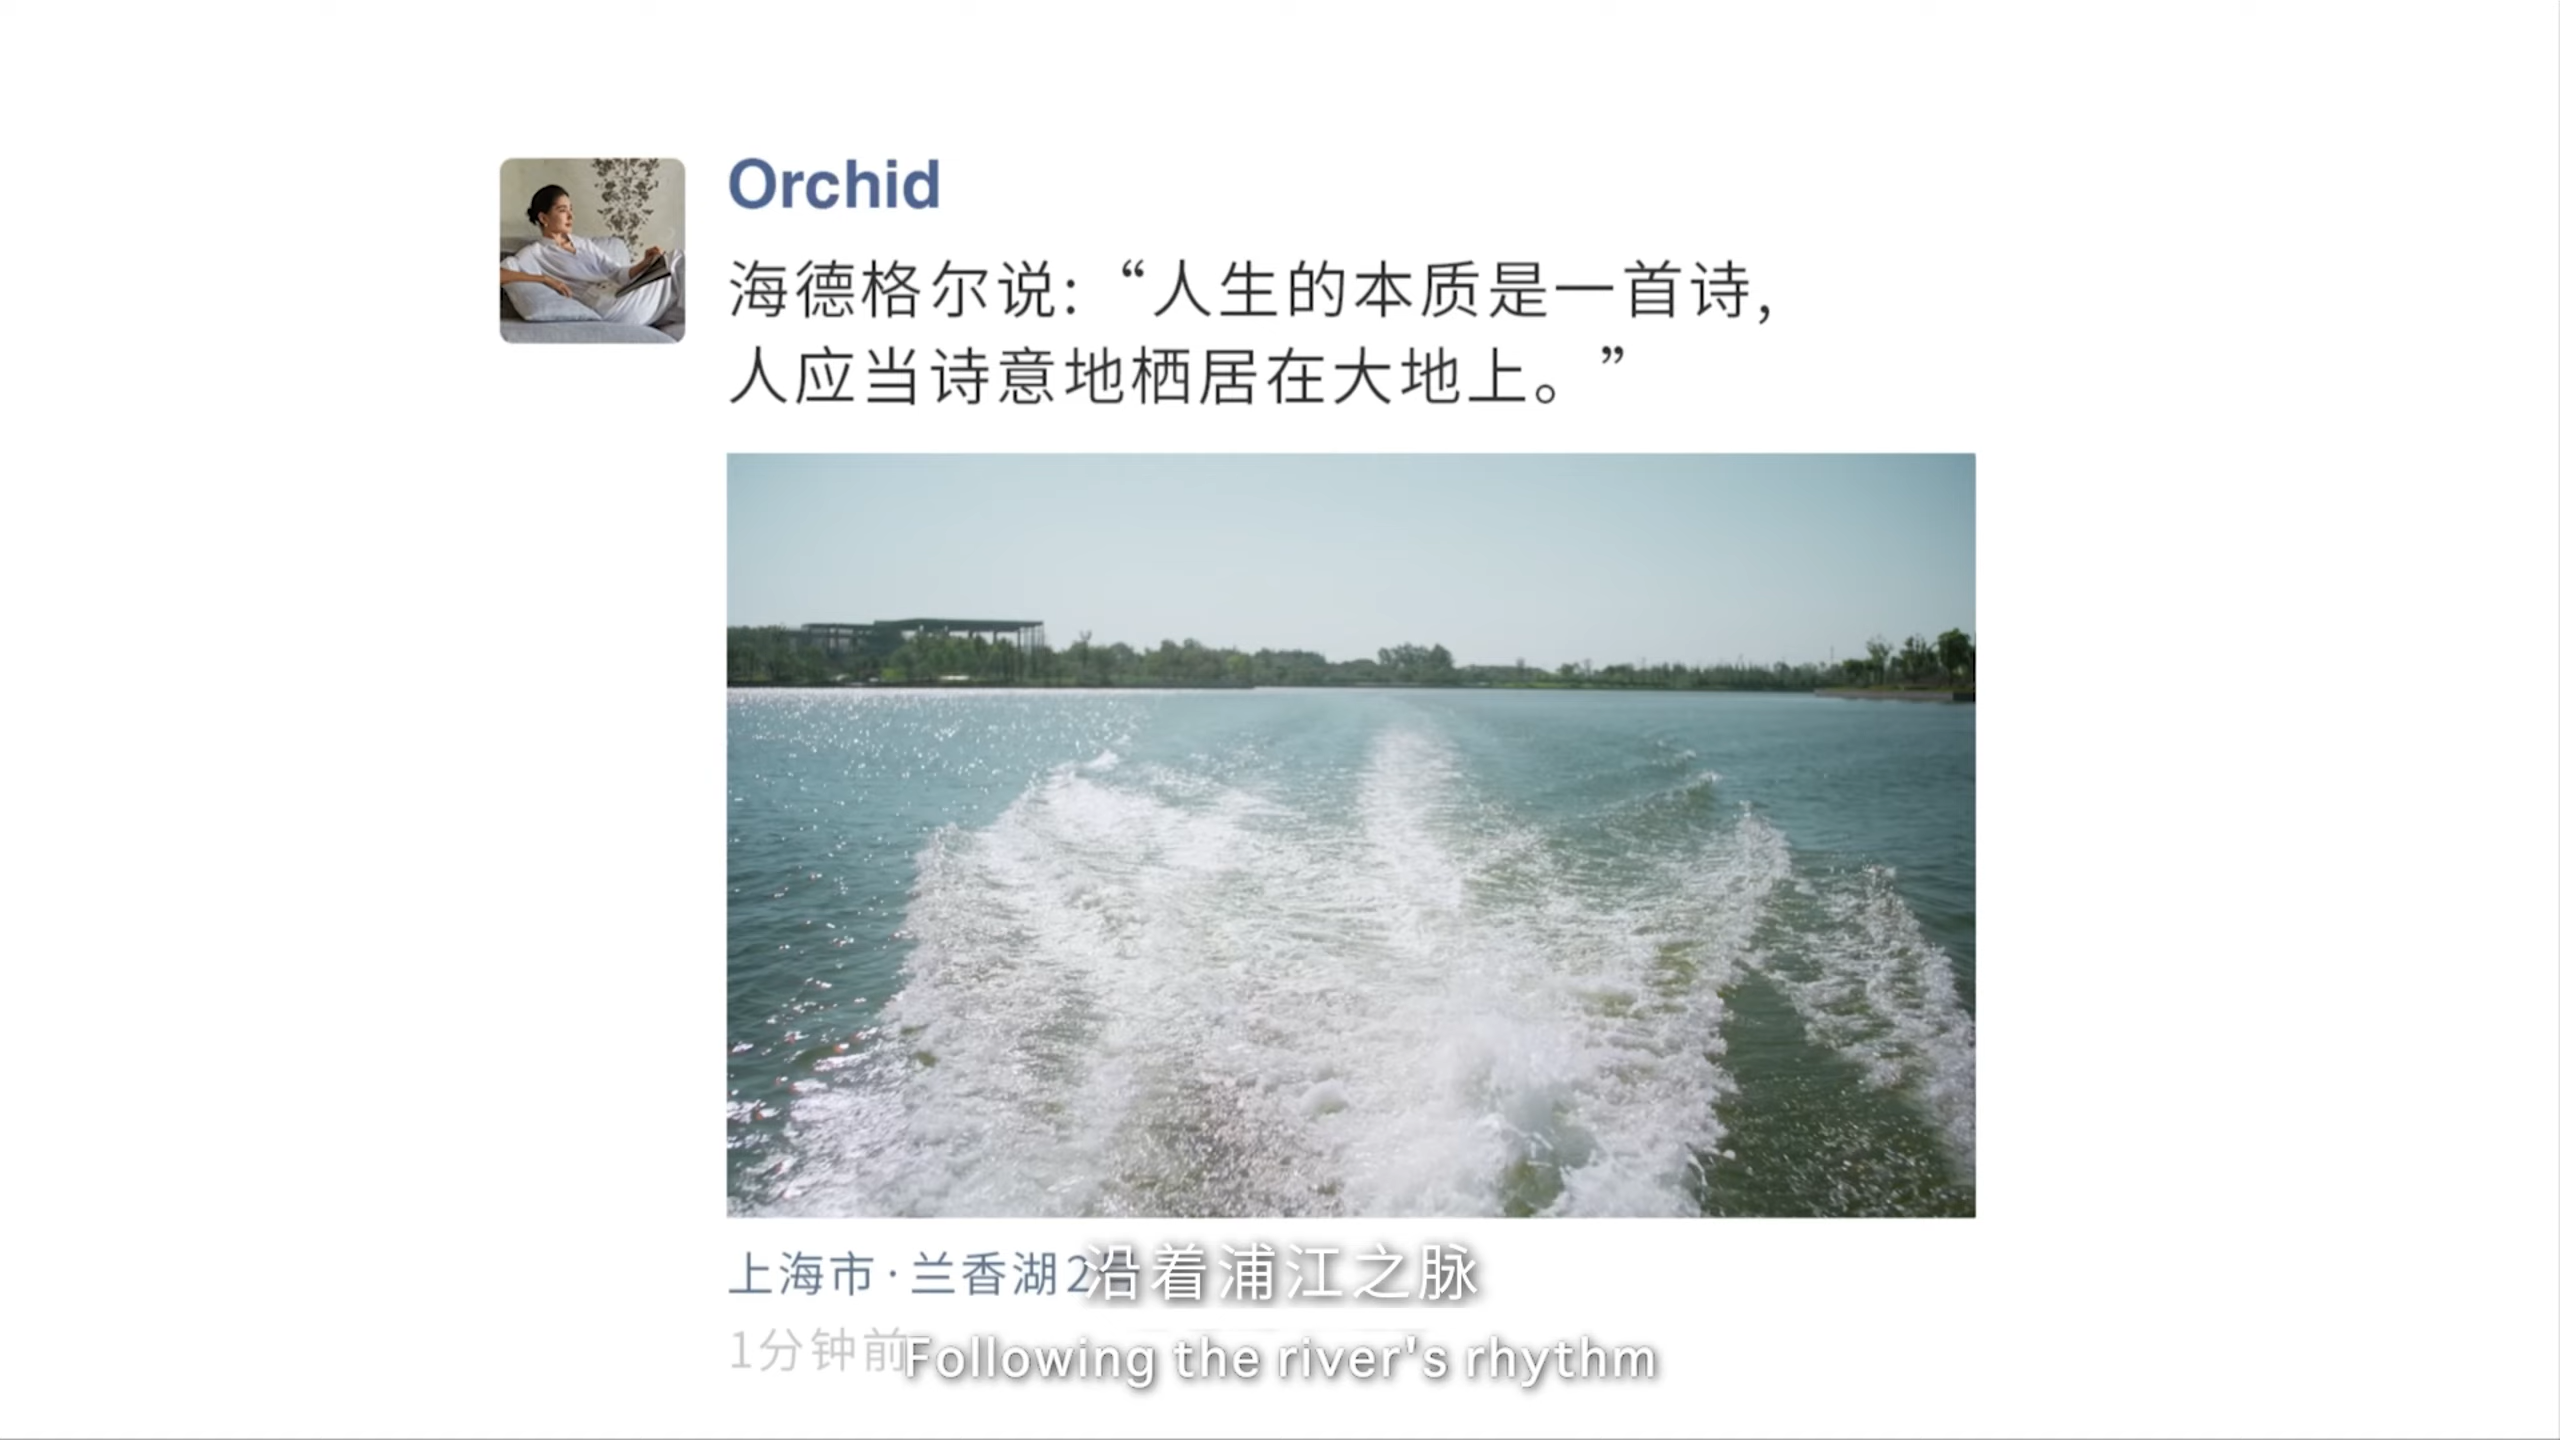 Orchid
海德格尔说：“人生的本质是一首诗，
人应当诗意地栖居在大地上。”
上海市·兰香湖2
沿着浦江之脉
1分钟前
Following the river's rhythm